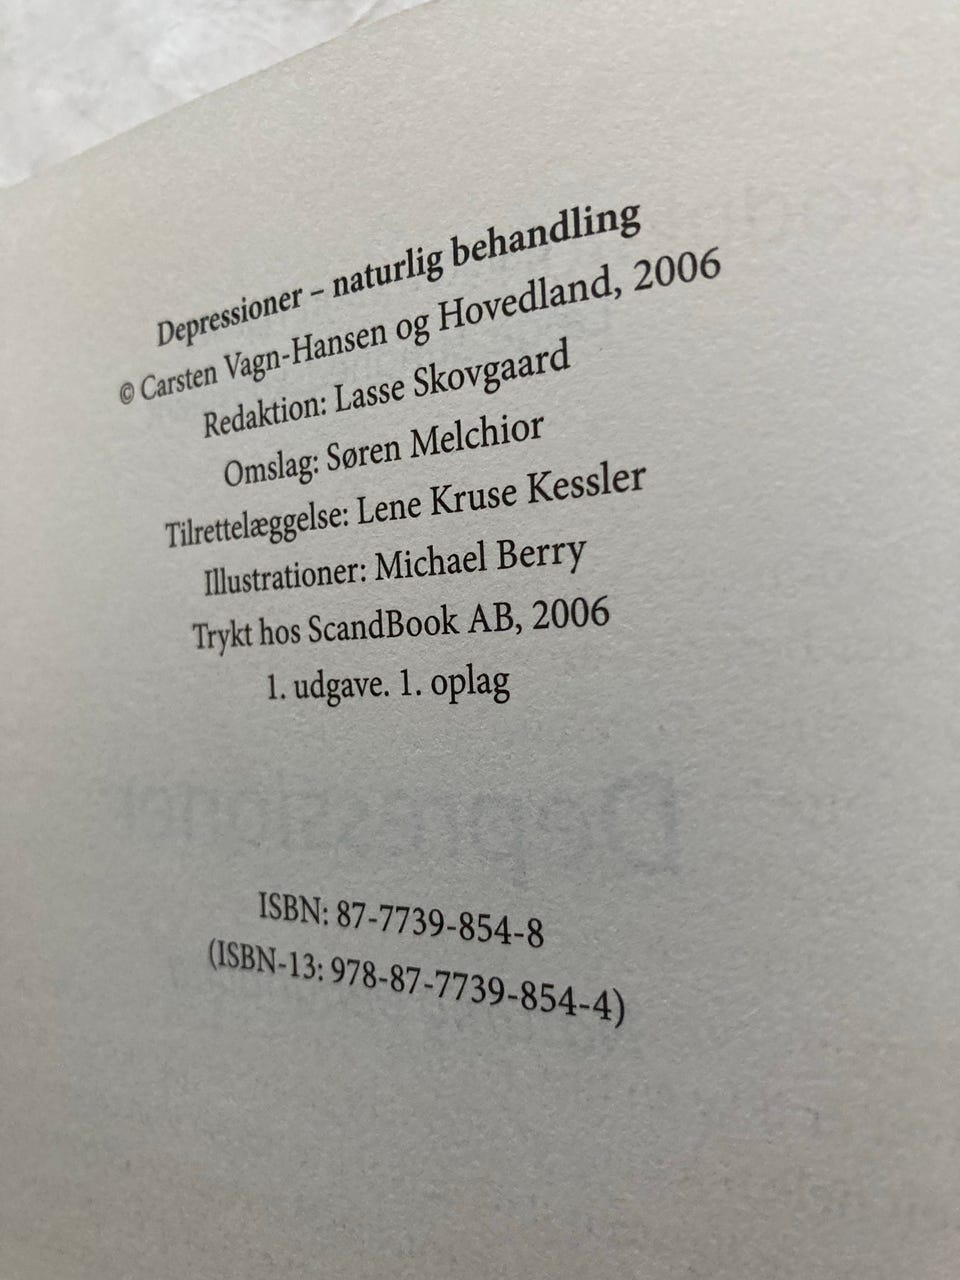 Depressioner – naturlig behandling
© Carsten Vagn-Hansen og Hovedland, 2006
Redaktion: Lasse Skovgaard
Omslag: Søren Melchior
Tilrettelæggelse: Lene Kruse Kessler
Illustrationer: Michael Berry
Trykt hos ScandBook AB, 2006
1. udgave. 1. oplag
Depressioner
ISBN: 87-7739-854-8
(ISBN-13: 978-87-7739-854-4)